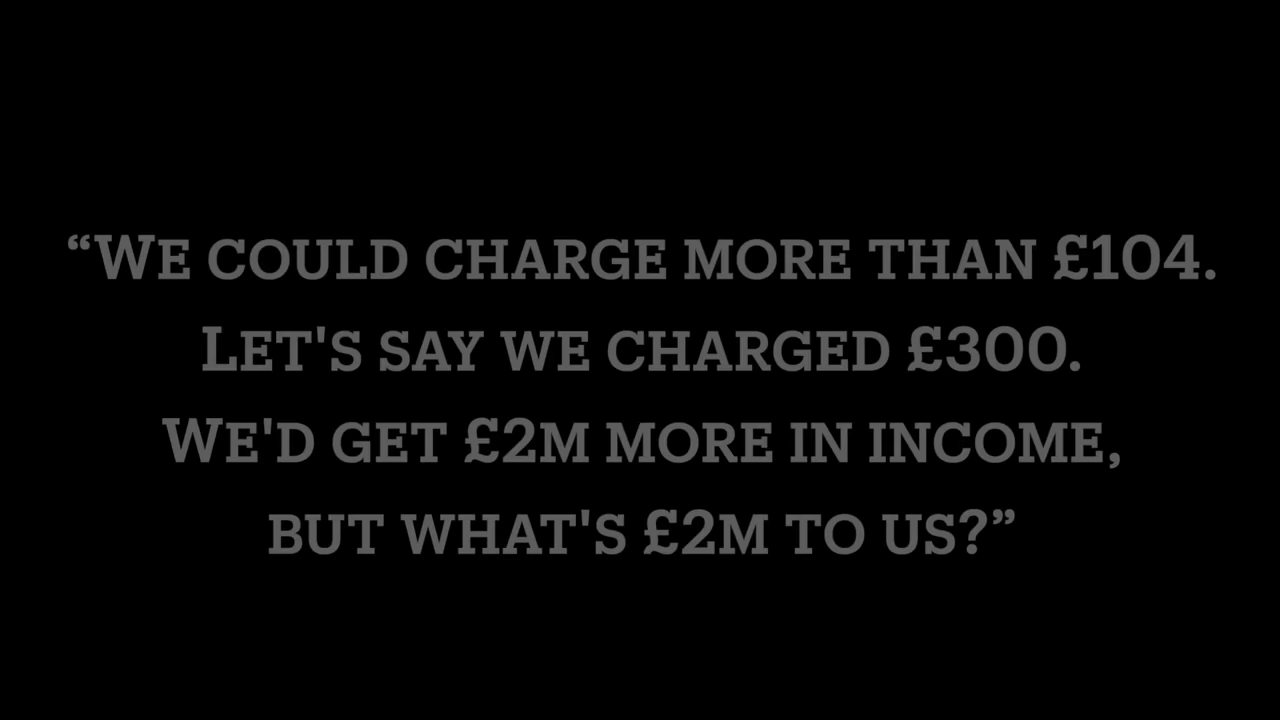 “We could charge more than £104.
Let's say we charged £300.
We'd get £2m more in income,
but what's £2m to us?”